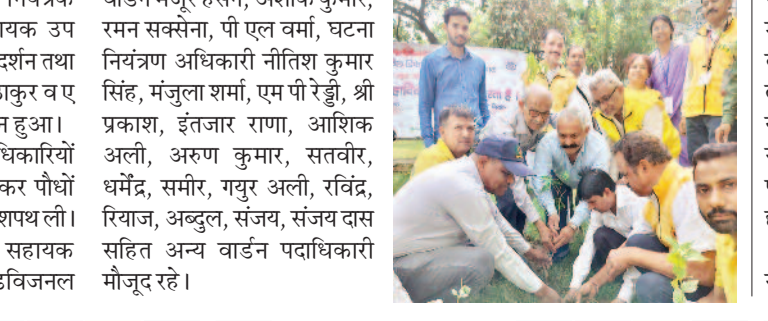 यक उप
दर्शन तथा
ठाकुर व ए
न हुआ।
धिकारियों
कर पौधों
शपथ ली।
सहायक
डविजनल
रमन सक्सेना, पी एल वर्मा, घटना
नियंत्रण अधिकारी नीतिश कुमार
सिंह, मंजुला शर्मा, एम पी रेड्डी, श्री
प्रकाश, इंतजार राणा, आशिक
अली, अरुण कुमार, सतवीर,
धर्मेंद्र, समीर, गयुर अली, रविंद्र,
रियाज, अब्दुल, संजय, संजय दास
सहित अन्य वार्डन पदाधिकारी
मौजूद रहे।